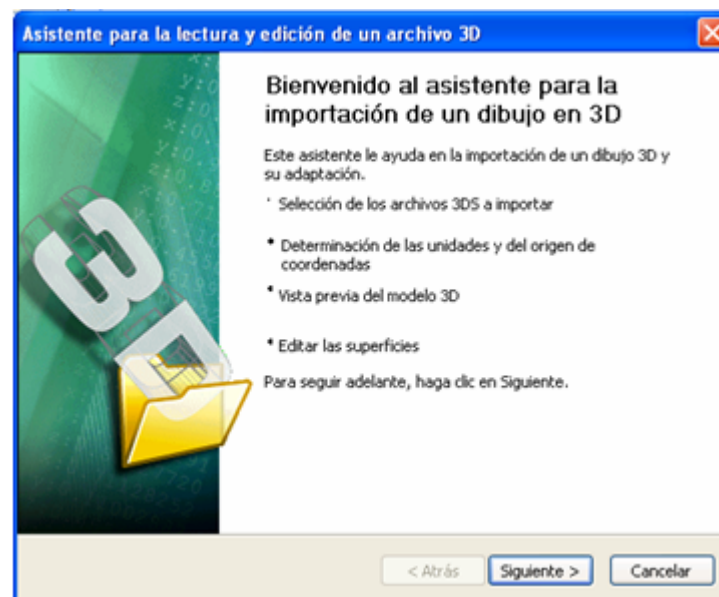 Asistente para la lectura y edición de un archivo 3D
Bienvenido al asistente para la
importación de un dibujo en 3D
Este asistente le ayuda en la importación de un dibujo 3D y
su adaptación.
· Selección de los archivos 3DS a importar
• Determinación de las unidades y del origen de
coordenadas
• Vista previa del modelo 3D
• Editar las superficies
Para seguir adelante, haga clic en Siguiente.
3D
< Atrás
Siguiente >
Cancelar